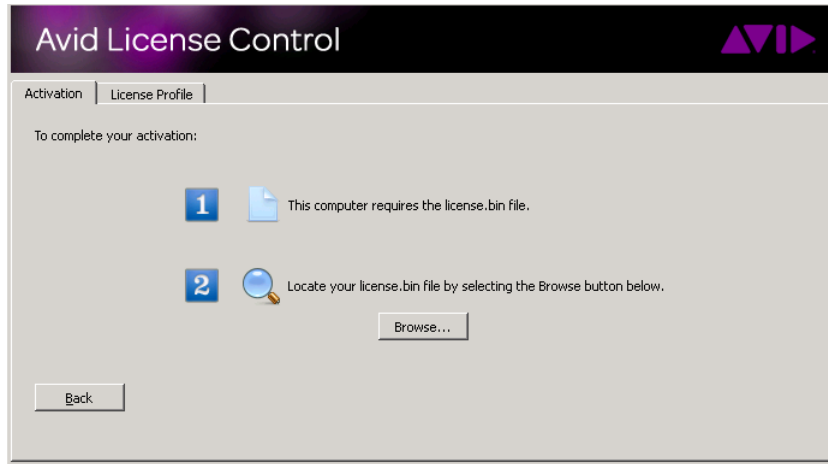 Avid License Control
AVID
Activation
License Profile
To complete your activation:
1
This computer requires the license.bin file.
2
Locate your license.bin file by selecting the Browse button below.
Browse...
Back